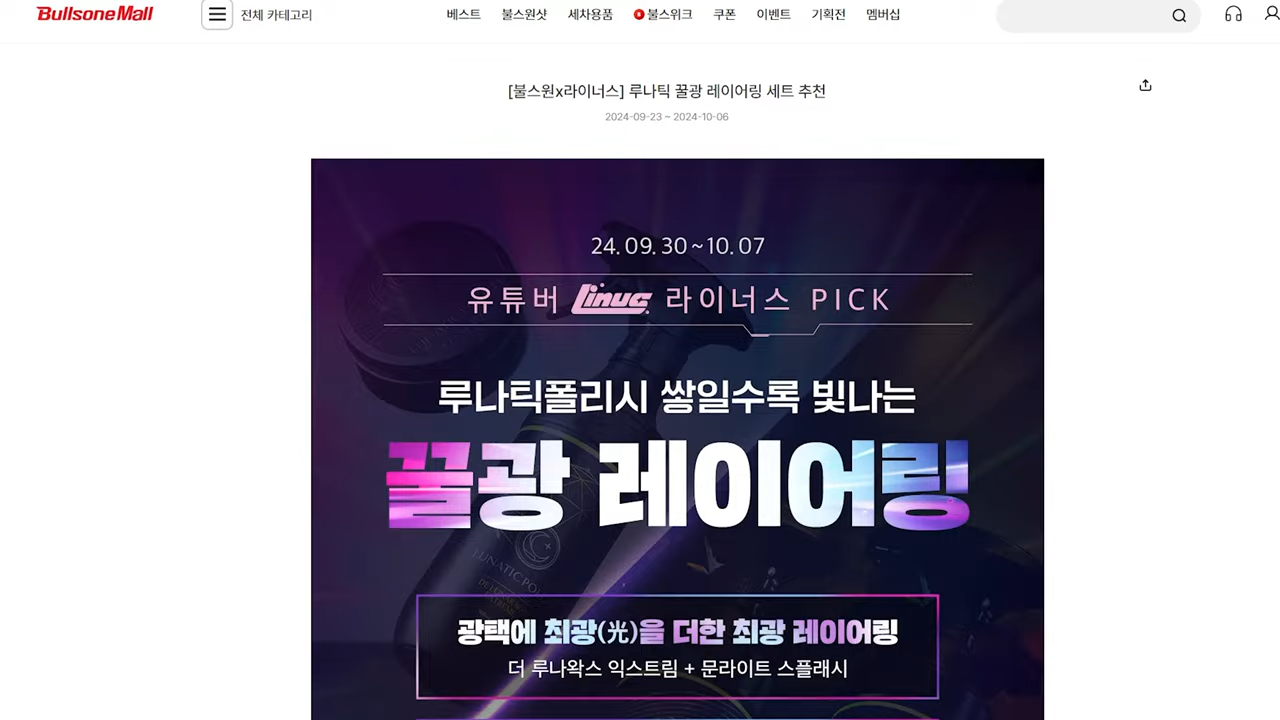 BullsoneMall
전체 카테고리
베스트 불스원샷 세차용품 불스위크 쿠폰 이벤트 기획전 멤버십
[불스원x라이너스] 루나틱 꿀광 레이어링 세트 추천
2024-09-23 ~ 2024-10-06
24. 09. 30 ~ 10. 07
유튜버 Linus 라이너스 PICK
루나틱폴리시 쌓일수록 빛나는
꿀광 레이어링
LUNATIC POL
광택에 최광(光)을 더한 최광 레이어링
더 루나왁스 익스트림 + 문라이트 스플래시